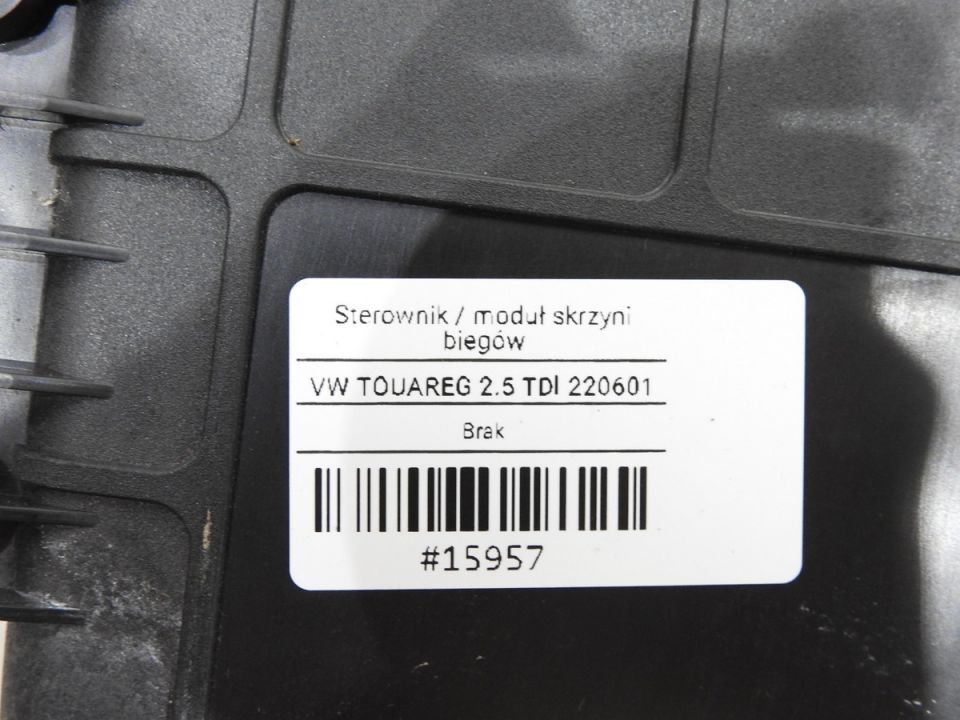 Sterownik / moduł skrzyni
biegów
VW TOUAREG 2.5 TDI 220601
Brak
#15957